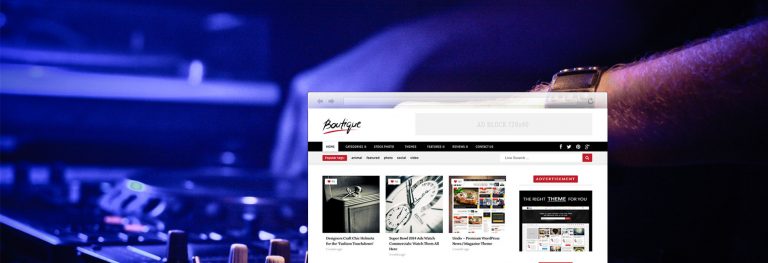 Boutique
AD BLOCK 728x90
HOME CATEGORIES STOCK PHOTO THEMES FEATURED REVIEWS CONTACT US
Popular tags: animal featured photo social video
Live Search ...
ADVERTISEMENT
THE RIGHT THEME FOR YOU
Designers Craft Chic Helmets
for the 'Fashion Touchdown'
Super Bowl 2014 Ads Watch
Commercials: Watch Them All
Here
Undo – Premium WordPress
News / Magazine Theme